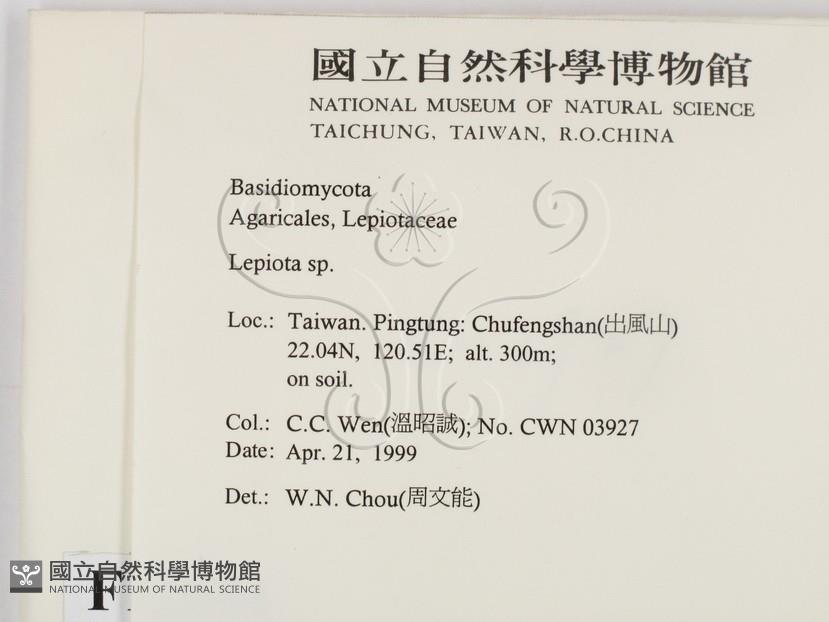 國立自然科學博物館
NATIONAL MUSEUM OF NATURAL SCIENCE
TAICHUNG, TAIWAN, R.O.CHINA
Basidiomycota
Agaricales, Lepiotaceae
Lepiota sp.
Loc.: Taiwan. Pingtung: Chufengshan(出風山)
22.04N, 120.51E; alt. 300m;
on soil.
Col.: C.C. Wen(溫昭誠); No. CWN 03927
Date: Apr. 21, 1999
Det.: W.N. Chou(周文能)
F
國立自然科學博物館
NATIONAL MUSEUM OF NATURAL SCIENCE